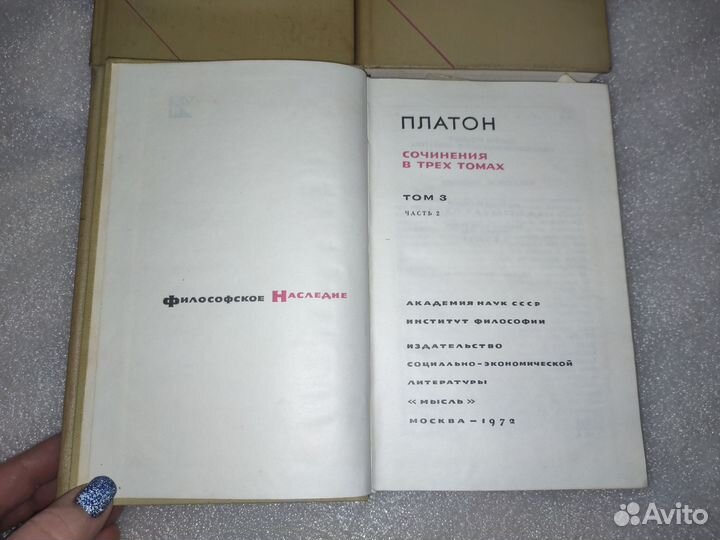 Философское Наследие
ПЛАТОН
СОЧИНЕНИЯ
В ТРЕХ ТОМАХ
ТОМ 3
ЧАСТЬ 2
АКАДЕМИЯ НАУК СССР
ИНСТИТУТ ФИЛОСОФИИ
ИЗДАТЕЛЬСТВО
СОЦИАЛЬНО-ЭКОНОМИЧЕСКОЙ
ЛИТЕРАТУРЫ
«МЫСЛЬ»
МОСКВА — 1972
Avito